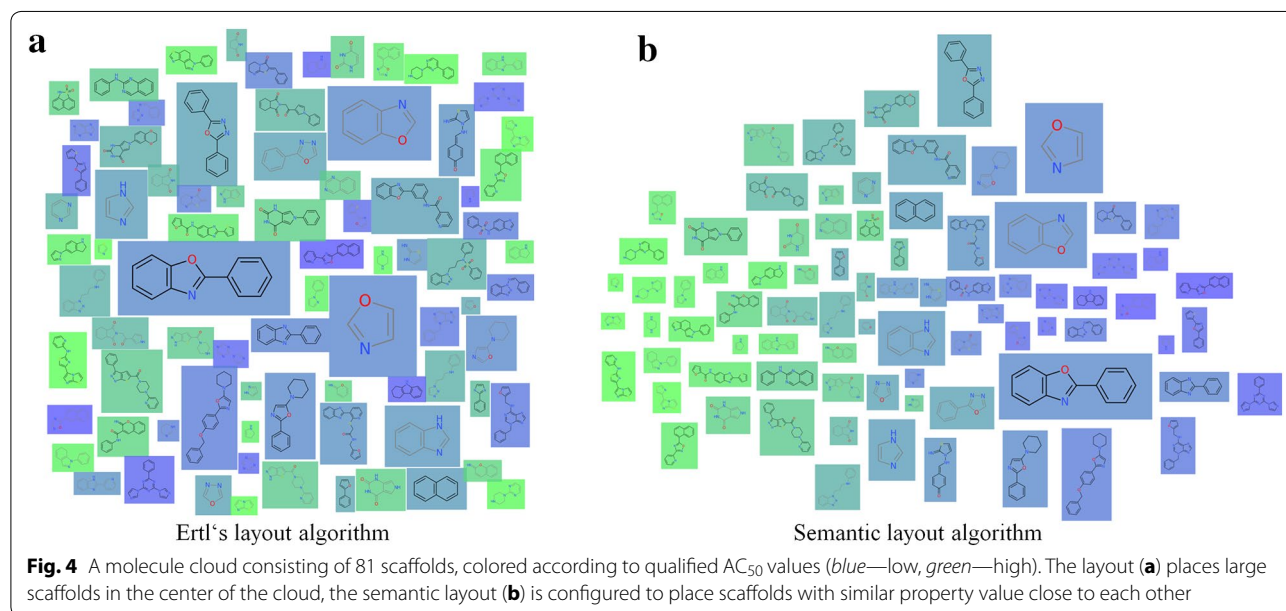 a
b
Ertl‘s layout algorithm
Semantic layout algorithm
Fig. 4 A molecule cloud consisting of 81 scaffolds, colored according to qualified AC50 values (blue—low, green—high). The layout (a) places large
scaffolds in the center of the cloud, the semantic layout (b) is configured to place scaffolds with similar property value close to each other